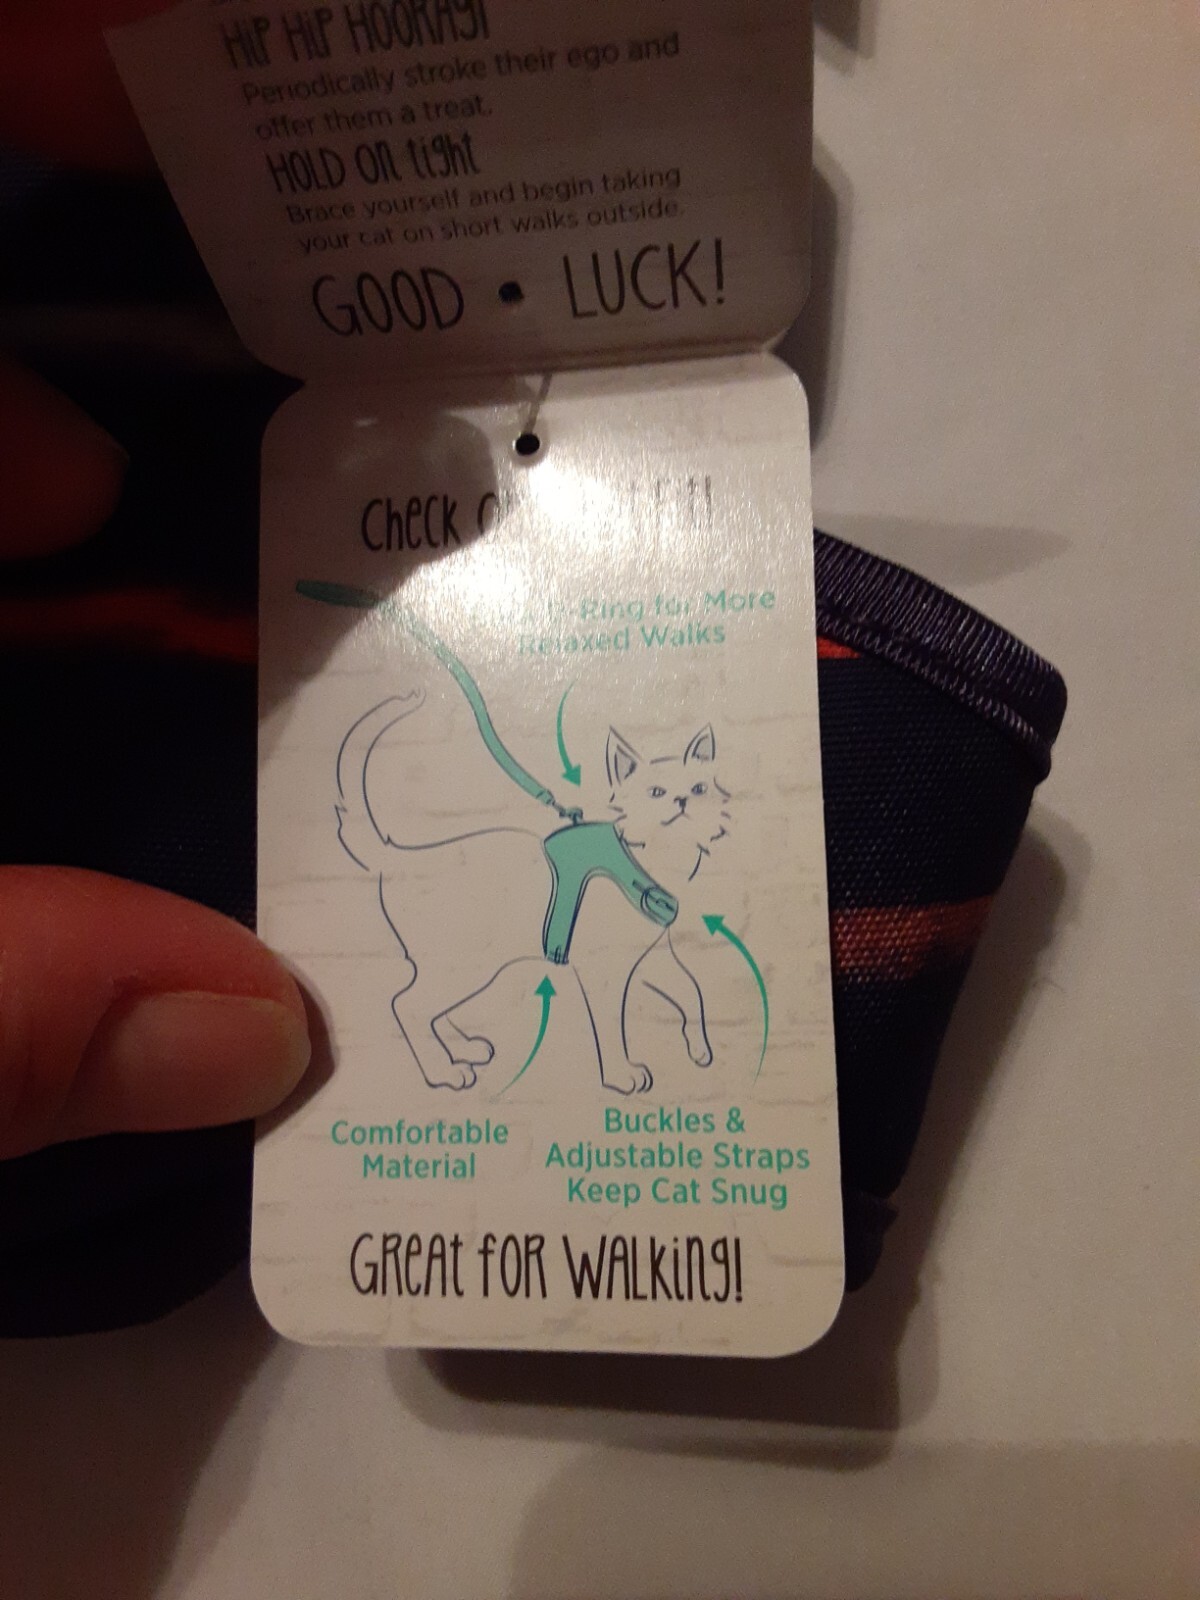 HiP HiP HOORAY!
Periodically stroke their ego and
offer them a treat.
HOLD ON tight
Brace yourself and begin taking
your cat on short walks outside.
GOOD • LUCK!
CheCK
D-Ring for More
Relaxed Walks
Comfortable
Material
Buckles &
Adjustable Straps
Keep Cat Snug
GReat foR WALKing!